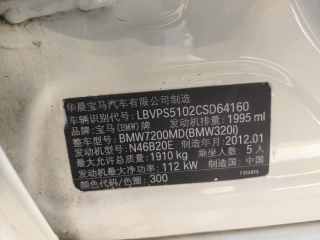 华晨宝马汽车有限公司制造
车辆识别代号: LBVPS5102CSD64160
品牌: 宝马(BMW)牌 发动机排量: 1995 ml
整车型号: BMW7200MD(BMW320i)
发动机型号: N46B20E 制造年月: 2012.01
最大允许总质量: 1910 kg 乘坐人数: 5 人
发动机最大净功率: 112 kW 制造国: 中国
颜色代码/色系: 300